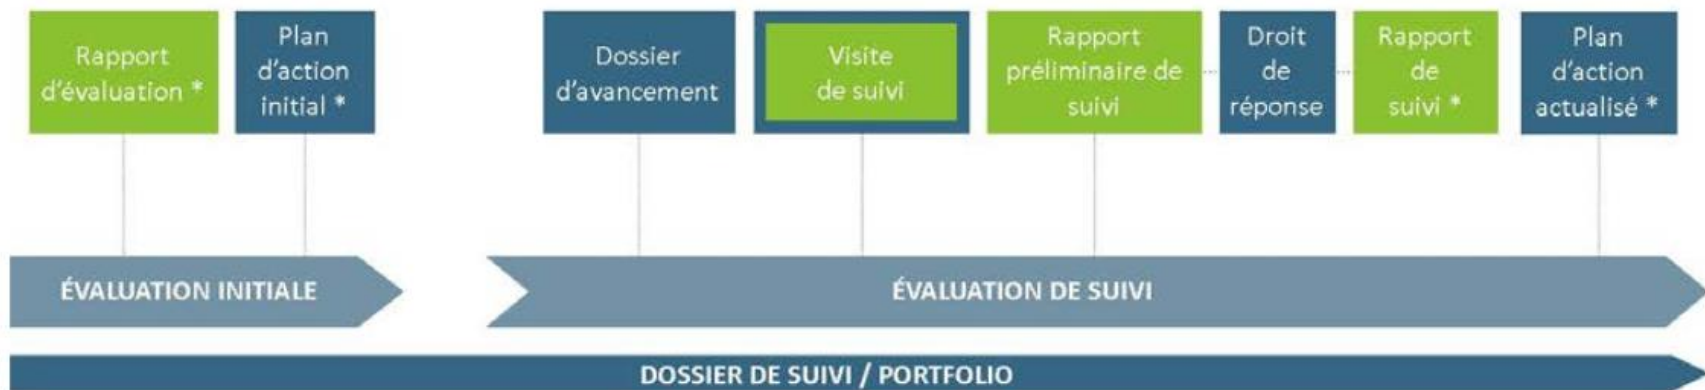 Rapport
d'évaluation *
Plan
d'action
initial *
Dossier
d'avancement
Visite
de suivi
Rapport
préliminaire de
suivi
Droit
de
réponse
Rapport
de
suivi *
Plan
d'action
actualisé *
ÉVALUATION INITIALE
ÉVALUATION DE SUIVI
DOSSIER DE SUIVI / PORTFOLIO